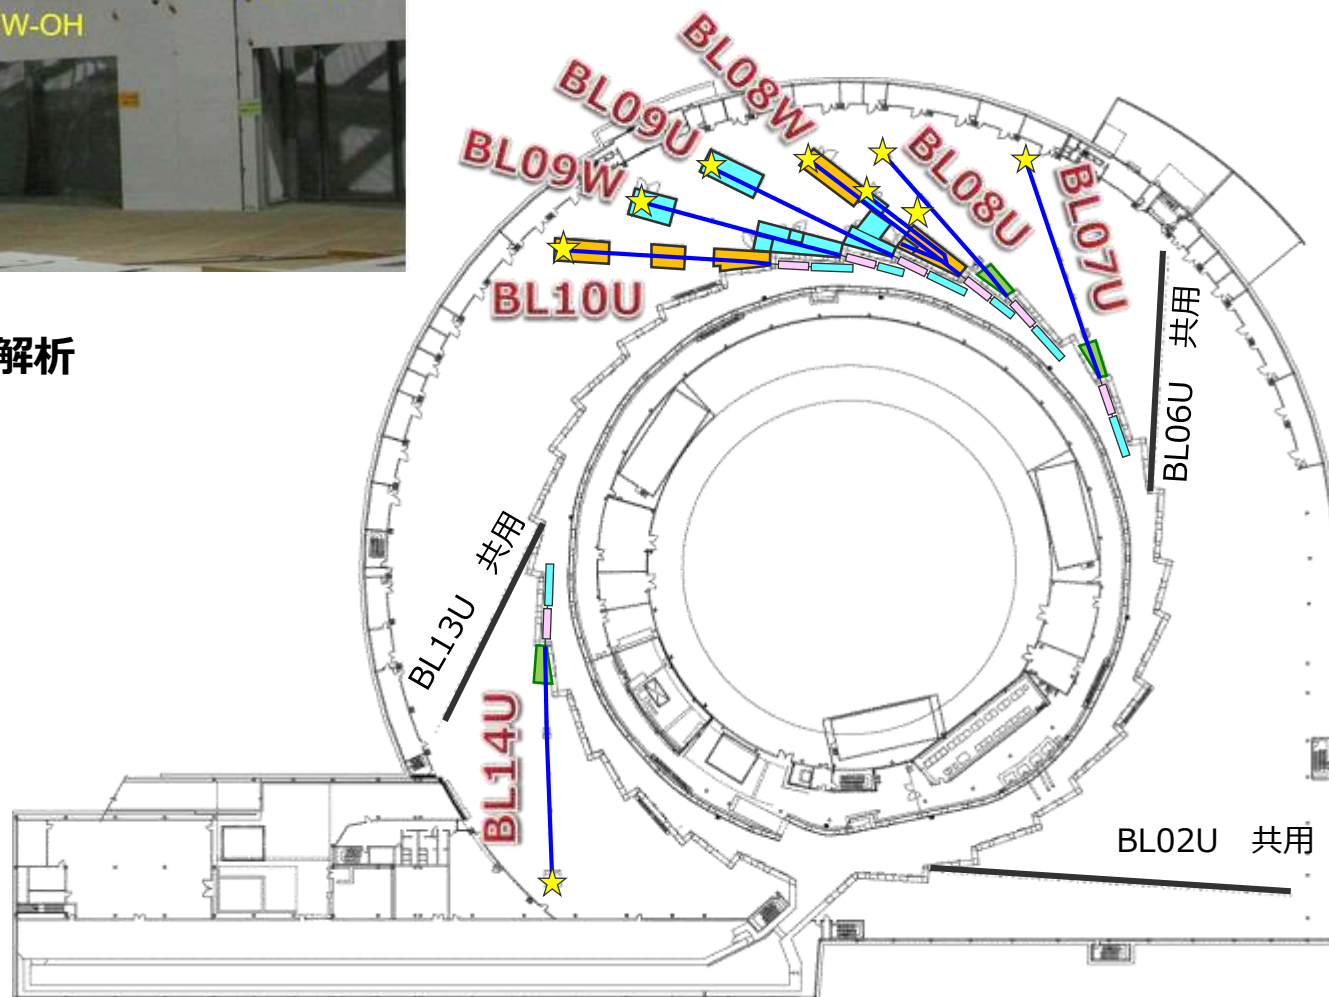 W-OH
BL08W
BL09U
BL09W
BL08U
BL07U
BL10U
BL06U 共用
解析
BL13U 共用
BL14U
BL02U 共用